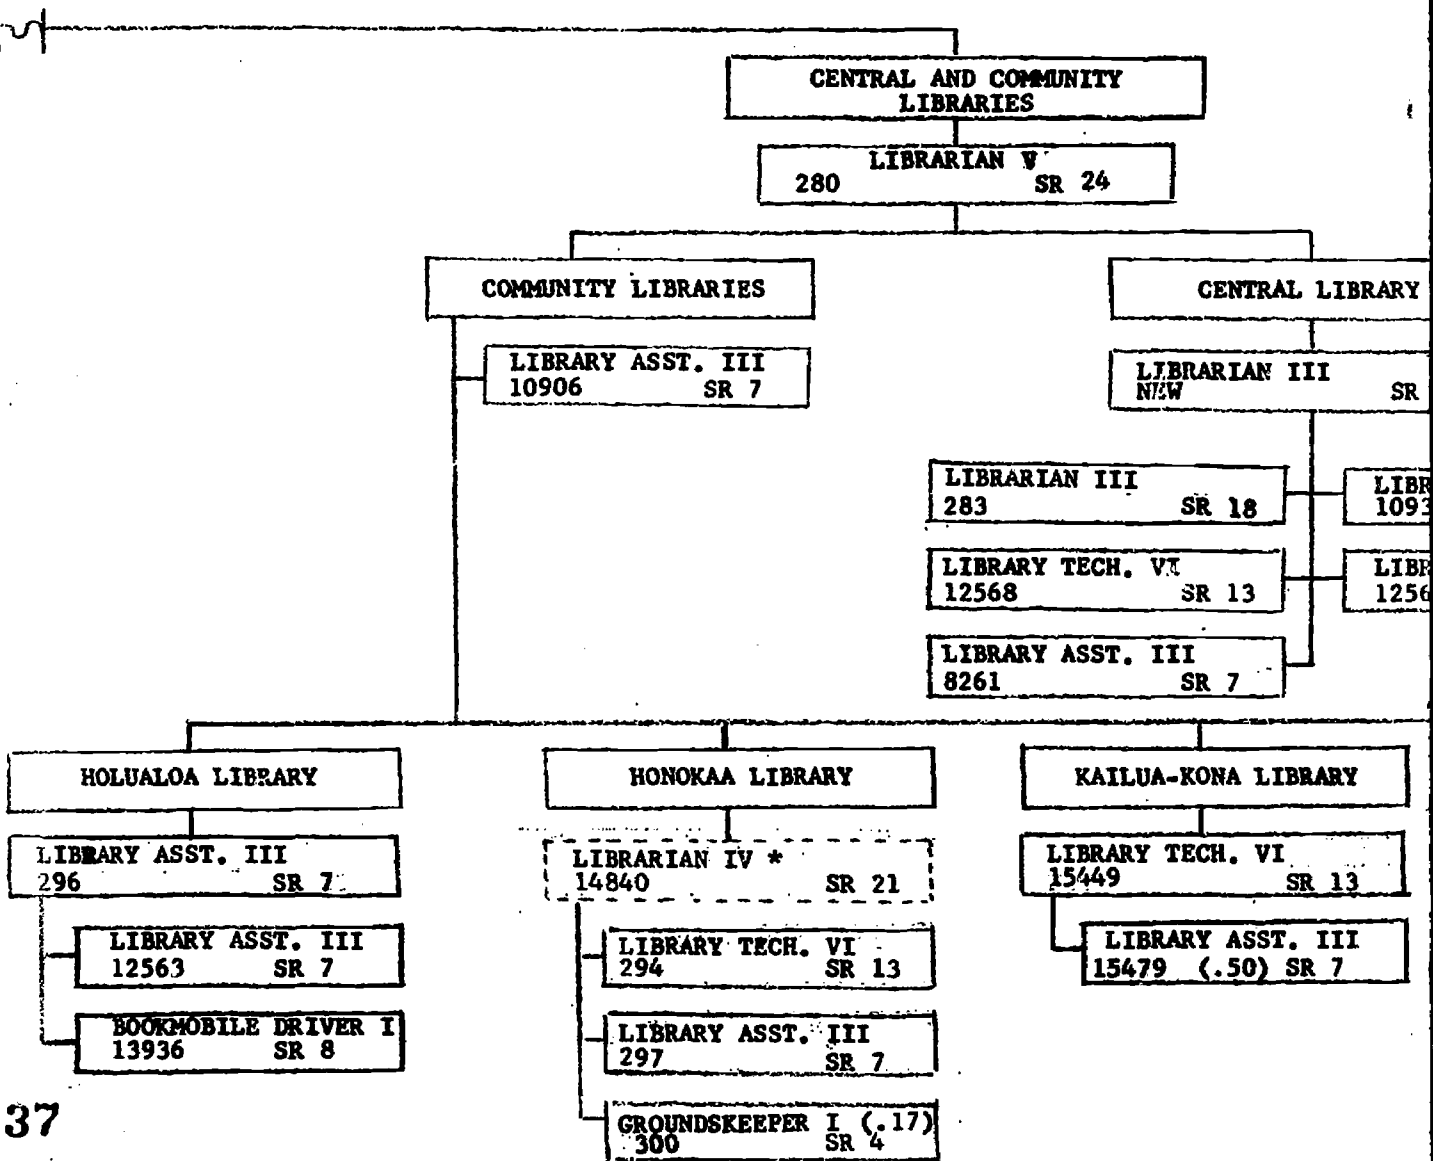 CENTRAL AND COMMUNITY
LIBRARIES
LIBRARIAN V
280 SR 24
COMMUNITY LIBRARIES
CENTRAL LIBRARY
LIBRARY ASST. III
10906 SR 7
LIBRARIAN III
NEW SR
LIBRARIAN III
283 SR 18
LIBR
1093
LIBRARY TECH. VI
12568 SR 13
LIBR
1256
LIBRARY ASST. III
8261 SR 7
HOLUALOA LIBRARY
HONOKAA LIBRARY
KAILUA-KONA LIBRARY
LIBRARY ASST. III
296 SR 7
LIBRARIAN IV *
14840 SR 21
LIBRARY TECH. VI
15449 SR 13
LIBRARY ASST. III
12563 SR 7
LIBRARY TECH. VI
294 SR 13
LIBRARY ASST. III
15479 (.50) SR 7
BOOKMOBILE DRIVER I
13936 SR 8
LIBRARY ASST. III
297 SR 7
GROUNDSKEEPER I (.17)
300 SR 4
37